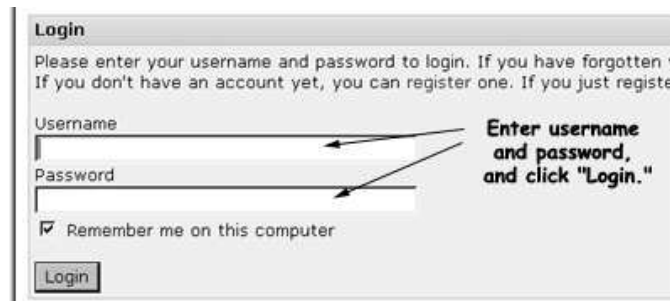 Login
Please enter your username and password to login. If you have forgotten
If you don't have an account yet, you can register one. If you just registe
Username
Enter username
and password,
and click "Login."
Password
Remember me on this computer
Login